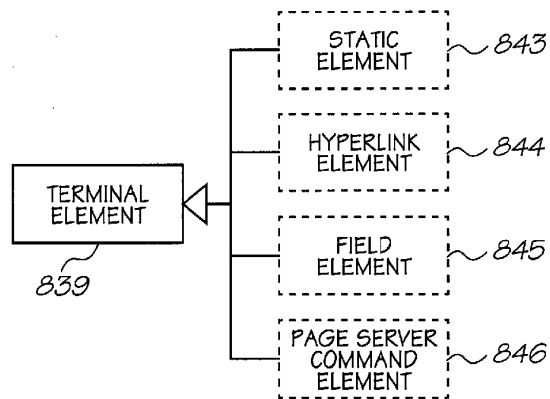 STATIC
ELEMENT
843
HYPERLINK
ELEMENT
844
TERMINAL
ELEMENT
839
FIELD
ELEMENT
845
PAGE SERVER
COMMAND
ELEMENT
846